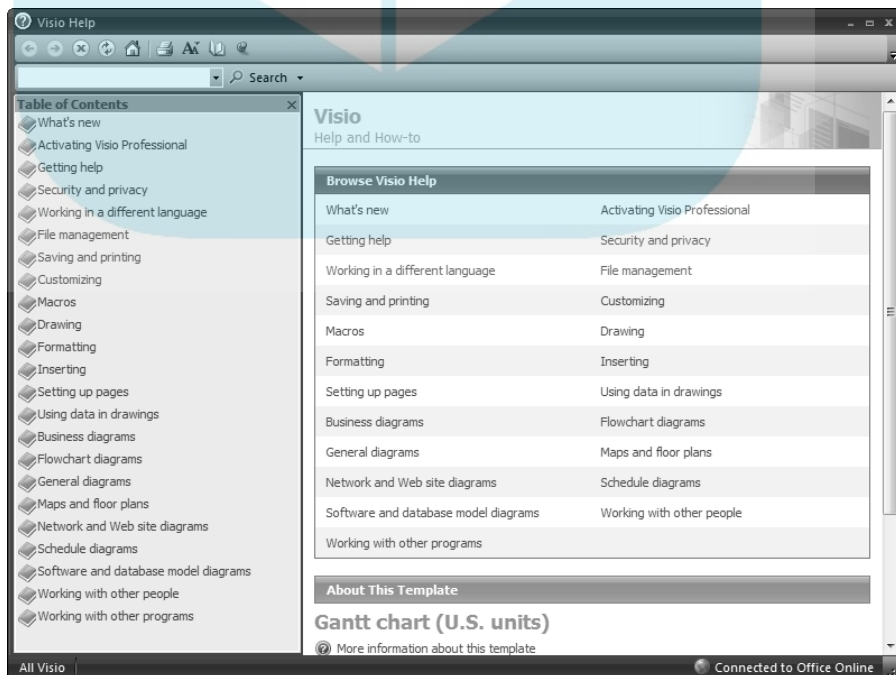 Visio Help
Search
Table of Contents
What's new
Activating Visio Professional
Getting help
Security and privacy
Working in a different language
File management
Saving and printing
Customizing
Macros
Drawing
Formatting
Inserting
Setting up pages
Using data in drawings
Business diagrams
Flowchart diagrams
General diagrams
Maps and floor plans
Network and Web site diagrams
Schedule diagrams
Software and database model diagrams
Working with other people
Working with other programs
Visio
Help and How-to
Browse Visio Help
What's new Activating Visio Professional
Getting help Security and privacy
Working in a different language File management
Saving and printing Customizing
Macros Drawing
Formatting Inserting
Setting up pages Using data in drawings
Business diagrams Flowchart diagrams
General diagrams Maps and floor plans
Network and Web site diagrams Schedule diagrams
Software and database model diagrams Working with other people
Working with other programs
About This Template
Gantt chart (U.S. units)
More information about this template
All Visio Connected to Office Online